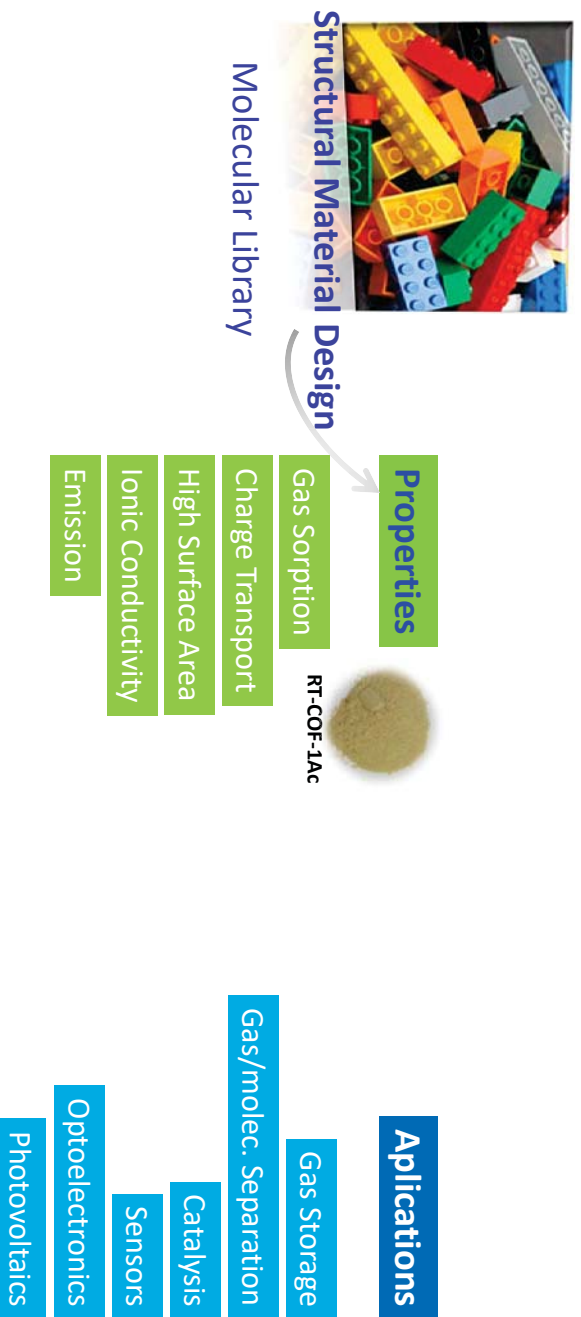 Structural Material Design
Molecular Library
Properties
Gas Sorption
Charge Transport
High Surface Area
Ionic Conductivity
Emission
RT-COF-1Ac
Aplications
Gas Storage
Gas/molec. Separation
Catalysis
Sensors
Optoelectronics
Photovoltaics